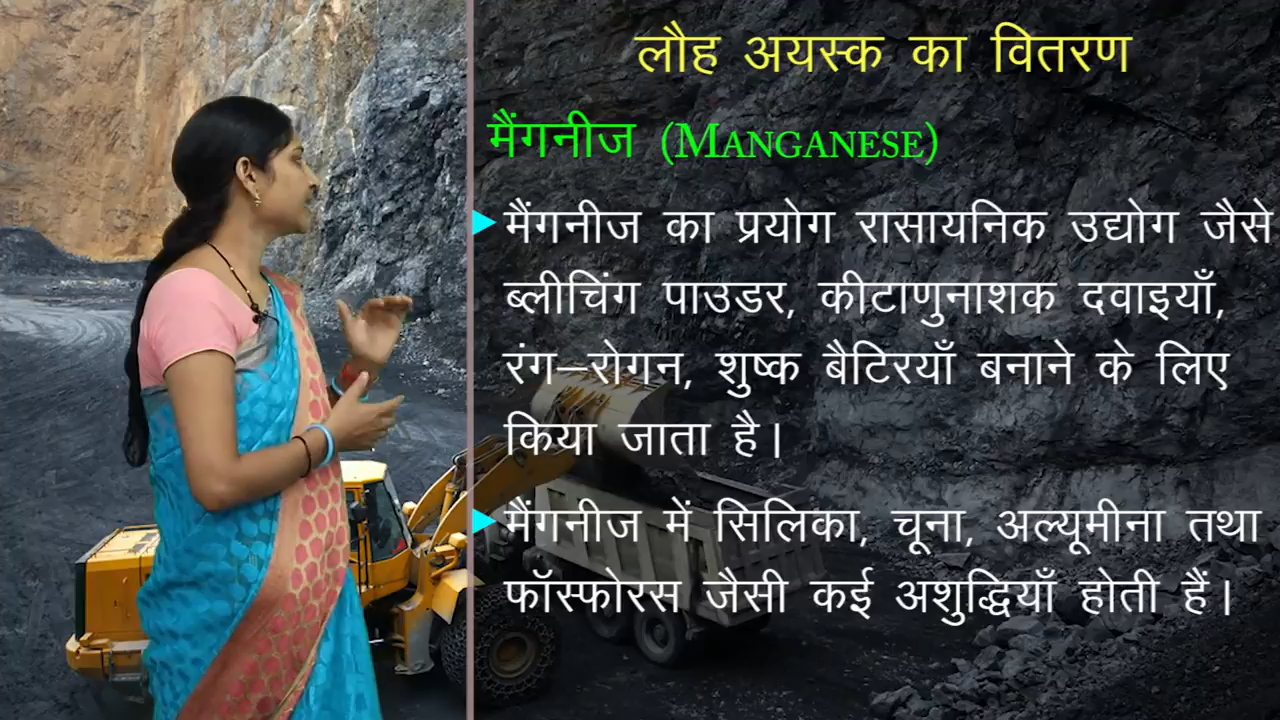 लौह अयस्क का वितरण
मैंगनीज (MANGANESE)
मैंगनीज का प्रयोग रासायनिक उद्योग जैसे
ब्लीचिंग पाउडर, कीटाणुनाशक दवाइयाँ,
रंग–रोगन, शुष्क बैटिरयाँ बनाने के लिए
किया जाता है।
मैंगनीज में सिलिका, चूना, अल्यूमीना तथा
फॉस्फोरस जैसी कई अशुद्धियाँ होती हैं।